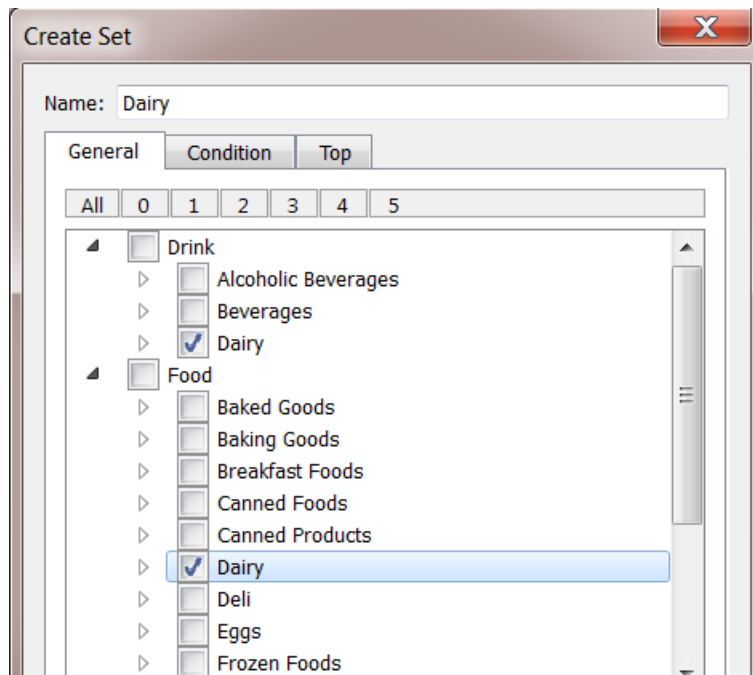 Create Set
Name: Dairy
General Condition Top
All 0 1 2 3 4 5
Drink
Alcoholic Beverages
Beverages
Dairy
Food
Baked Goods
Baking Goods
Breakfast Foods
Canned Foods
Canned Products
Dairy
Deli
Eggs
Frozen Foods